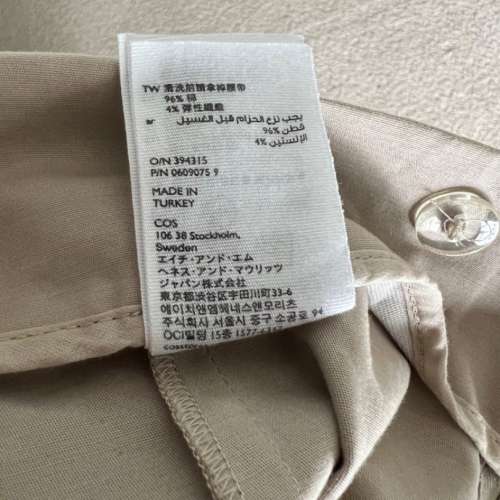 TW 清洗前請拿掉腰帶
96% 棉
4% 彈性纖維
ar يجب نزع الحزام قبل الغسيل
قطن %96
الإلستين %4
O/N 394315
P/N 0609075 9
MADE IN
TURKEY
COS
106 38 Stockholm,
Sweden
エイチ・アンド・エム
ヘネス・アンド・マウリッツ
ジャパン株式会社
東京都渋谷区宇田川町33-6
에이치앤엠헤네스앤모리츠
주식회사 서울시 중구 소공로 94
OCI빌딩 15층 1577-